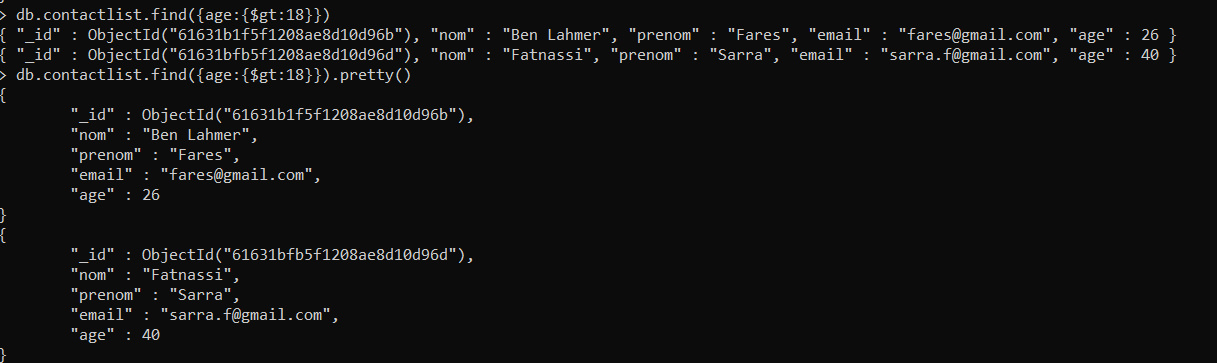 > db.contactlist.find({age:{$gt:18}})
{ "_id" : ObjectId("61631b1f5f1208ae8d10d96b"), "nom" : "Ben Lahmer", "prenom" : "Fares", "email" : "fares@gmail.com", "age" : 26 }
{ "_id" : ObjectId("61631bfb5f1208ae8d10d96d"), "nom" : "Fatnassi", "prenom" : "Sarra", "email" : "sarra.f@gmail.com", "age" : 40 }
> db.contactlist.find({age:{$gt:18}}).pretty()
{
        "_id" : ObjectId("61631b1f5f1208ae8d10d96b"),
        "nom" : "Ben Lahmer",
        "prenom" : "Fares",
        "email" : "fares@gmail.com",
        "age" : 26
}
{
        "_id" : ObjectId("61631bfb5f1208ae8d10d96d"),
        "nom" : "Fatnassi",
        "prenom" : "Sarra",
        "email" : "sarra.f@gmail.com",
        "age" : 40
}